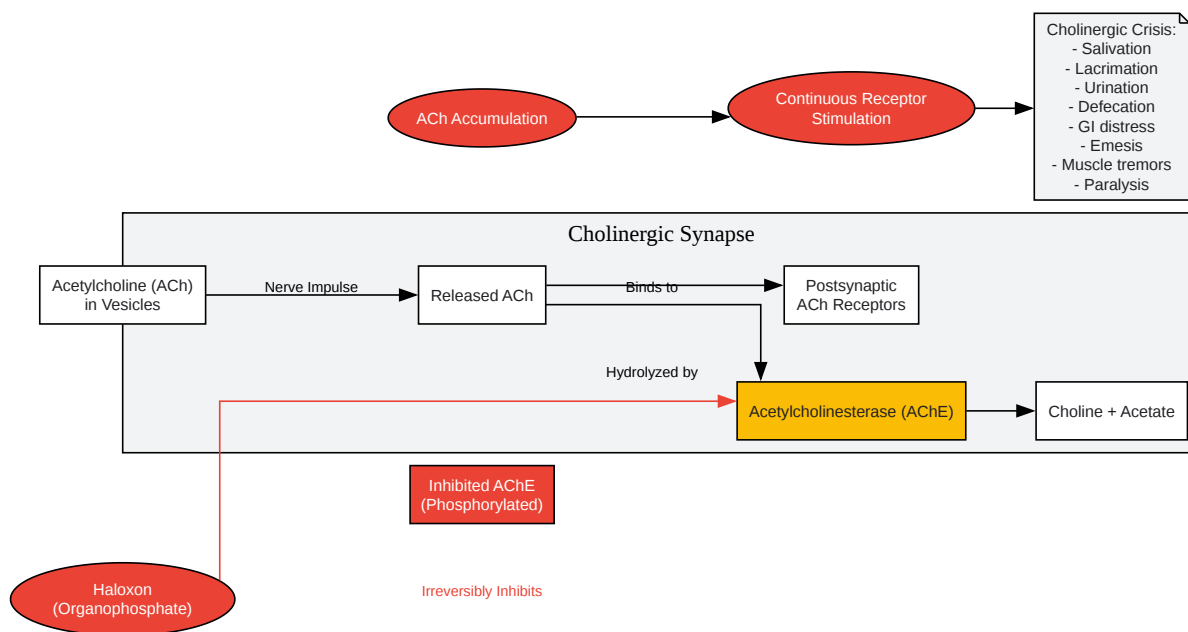 Cholinergic Crisis:
- Salivation
- Lacrimation
- Urination
- Defecation
- GI distress
- Emesis
- Muscle tremors
- Paralysis
ACh Accumulation
Continuous Receptor
Stimulation
Cholinergic Synapse
Acetylcholine (ACh)
in Vesicles
Nerve Impulse
Released ACh
Binds to
Postsynaptic
ACh Receptors
Hydrolyzed by
Acetylcholinesterase (AChE)
Choline + Acetate
Inhibited AChE
(Phosphorylated)
Haloxon
(Organophosphate)
Irreversibly Inhibits